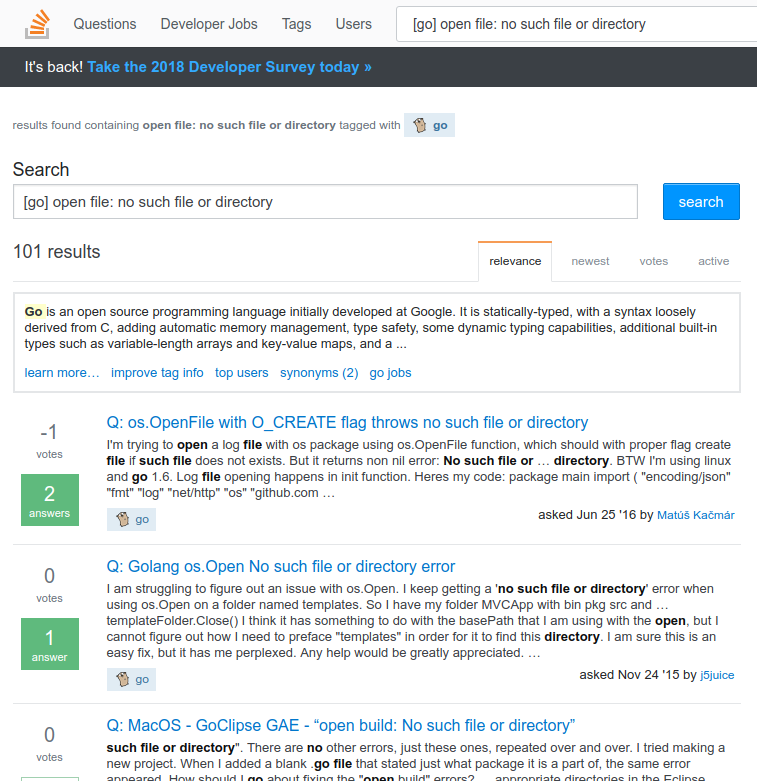 Questions Developer Jobs Tags Users [go] open file: no such file or directory
It's back! Take the 2018 Developer Survey today »
results found containing open file: no such file or directory tagged with go
Search
[go] open file: no such file or directory search
101 results relevance newest votes active
Go is an open source programming language initially developed at Google. It is statically-typed, with a syntax loosely
derived from C, adding automatic memory management, type safety, some dynamic typing capabilities, additional built-in
types such as variable-length arrays and key-value maps, and a ...
learn more… improve tag info top users synonyms (2) go jobs
-1
votes
2
answers
Q: os.OpenFile with O_CREATE flag throws no such file or directory
I'm trying to open a log file with os package using os.OpenFile function, which should with proper flag create
file if such file does not exists. But it returns non nil error: No such file or … directory. BTW I'm using linux
and go 1.6. Log file opening happens in init function. Heres my code: package main import ( "encoding/json"
"fmt" "log" "net/http" "os" "github.com …
go
asked Jun 25 '16 by Matúš Kačmár
0
votes
1
answer
Q: Golang os.Open No such file or directory error
I am struggling to figure out an issue with os.Open. I keep getting a 'no such file or directory' error when
using os.Open on a folder named templates. So I have my folder MVCApp with bin pkg src and …
templateFolder.Close() I think it has something to do with the basePath that I am using with the open, but I
cannot figure out how I need to preface "templates" in order for it to find this directory. I am sure this is an
easy fix, but it has me perplexed. Any help would be greatly appreciated. …
go
asked Nov 24 '15 by j5juice
0
votes
Q: MacOS - GoClipse GAE - “open build: No such file or directory”
such file or directory". There are no other errors, just these ones, repeated over and over. I tried making a
new project. When I added a blank .go file that stated just what package it is a part of, the same error
appeared. How should I go about fixing the "open build" errors? … appropriate directories in the Eclipse